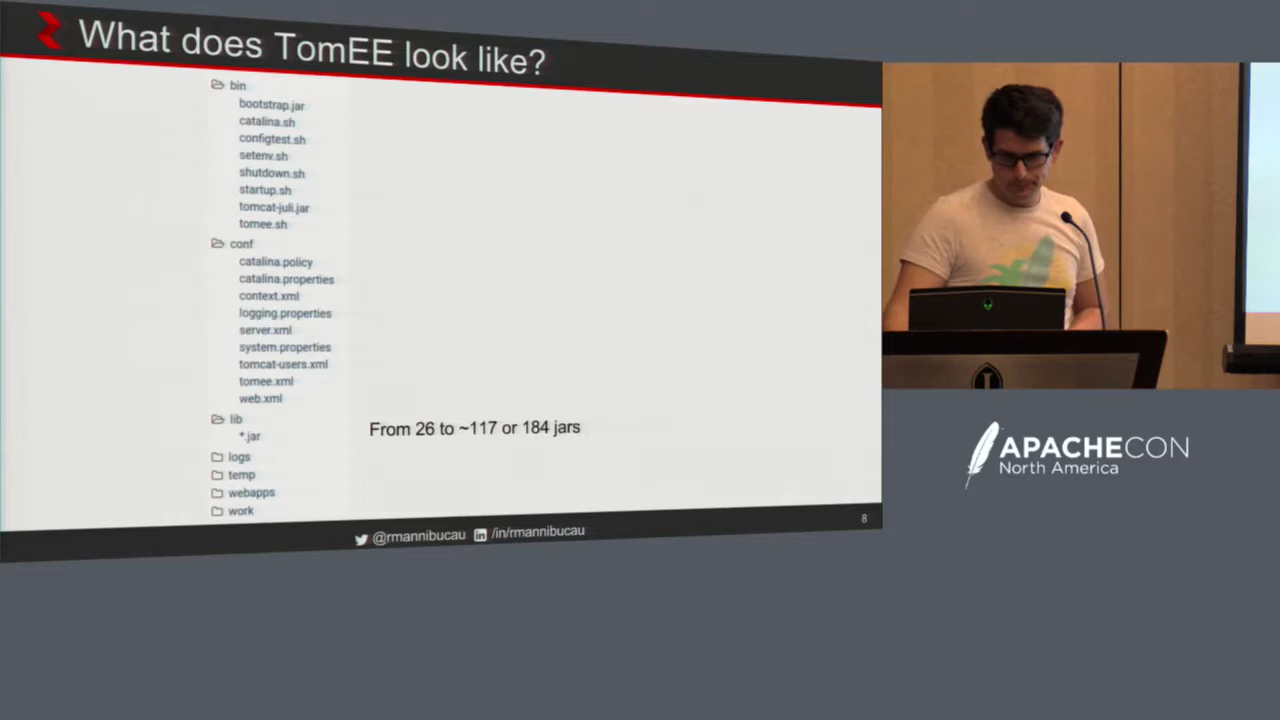 What does TomEE look like?
bin
bootstrap.jar
catalina.sh
configtest.sh
setenv.sh
shutdown.sh
startup.sh
tomcat-juli.jar
tomee.sh
conf
catalina.policy
catalina.properties
context.xml
logging.properties
server.xml
system.properties
tomcat-users.xml
tomee.xml
web.xml
lib
*.jar
From 26 to ~117 or 184 jars
logs
temp
webapps
work
@rmannibucau /in/rmannibucau
8
APACHECON
North America